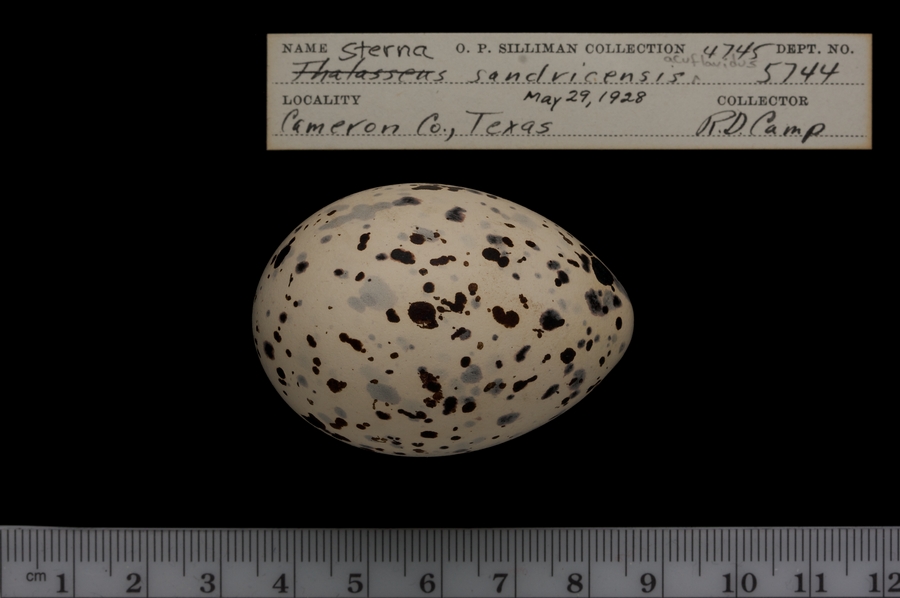 NAME Sterna O. P. SILLIMAN COLLECTION 4745 DEPT. NO.
acuflavidus
Thalasseus sandvicensis ^ 5744
LOCALITY May 29, 1928 COLLECTOR
Cameron Co., Texas R.D. Camp
cm 1 2 3 4 5 6 7 8 9 10 11 12